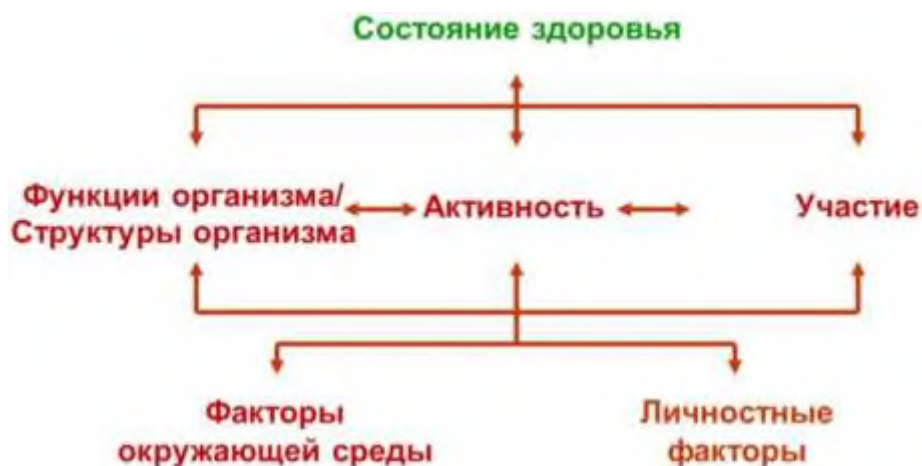 Состояние здоровья
Функции организма/
Структуры организма
Активность
Участие
Факторы
окружающей среды
Личностные
факторы